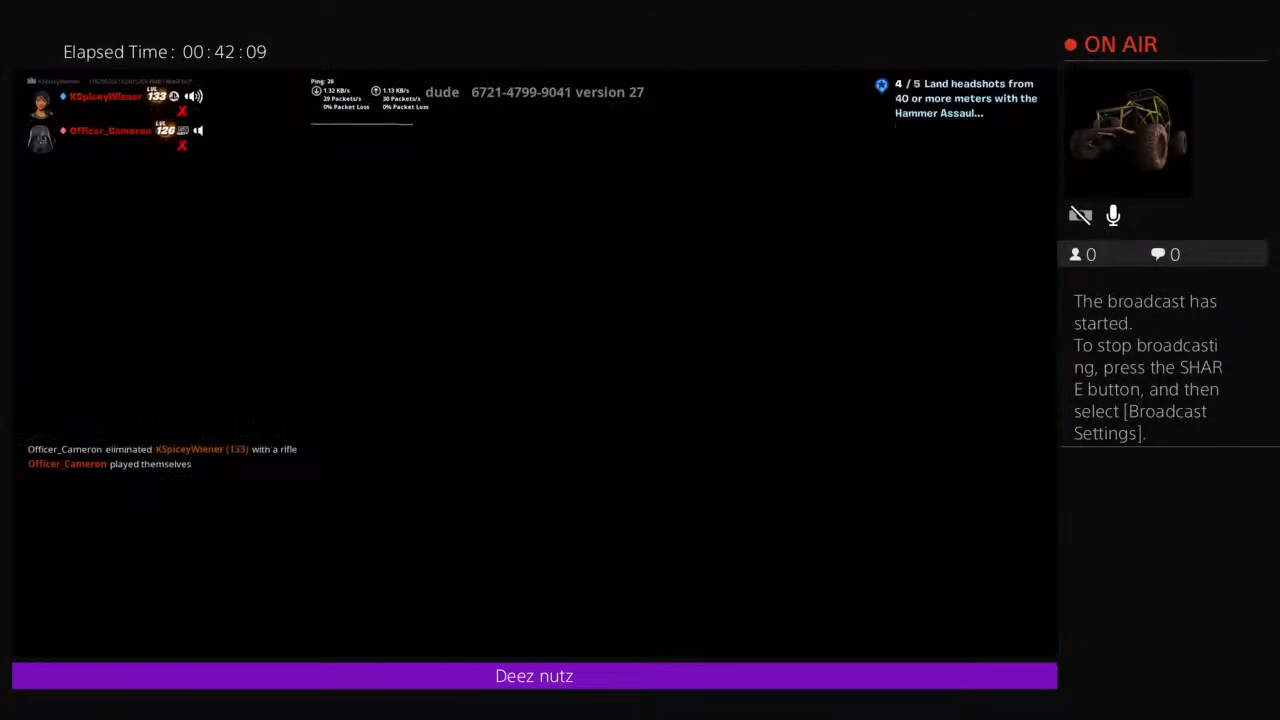 Elapsed Time: 00:42:09
ON AIR
KSpiceyWiener
KSpiceyWiener LVL 133
X
Officer_Cameron LVL 126
X
Ping: 28
1.32 KB/s 1.13 KB/s
29 Packets/s 30 Packets/s
0% Packet Loss 0% Packet Loss
dude 6721-4799-9041 version 27
4 / 5 Land headshots from
40 or more meters with the
Hammer Assaul...
0 0
The broadcast has
started.
To stop broadcasti
ng, press the SHAR
E button, and then
select [Broadcast
Settings].
Officer_Cameron eliminated KSpiceyWiener (133) with a rifle
Officer_Cameron played themselves
Deez nutz